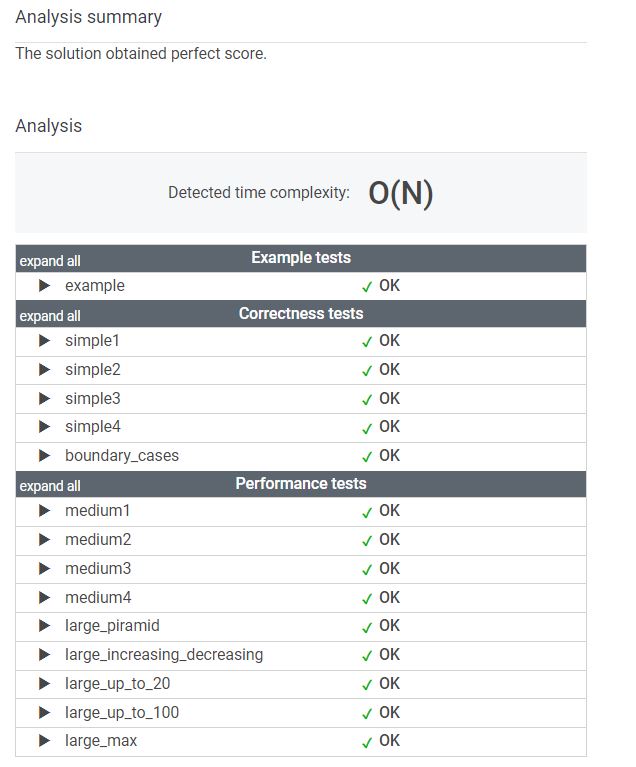 Analysis summary
The solution obtained perfect score.
Analysis
Detected time complexity: O(N)
expand all Example tests
▶ example ✓ OK
expand all Correctness tests
▶ simple1 ✓ OK
▶ simple2 ✓ OK
▶ simple3 ✓ OK
▶ simple4 ✓ OK
▶ boundary_cases ✓ OK
expand all Performance tests
▶ medium1 ✓ OK
▶ medium2 ✓ OK
▶ medium3 ✓ OK
▶ medium4 ✓ OK
▶ large_piramid ✓ OK
▶ large_increasing_decreasing ✓ OK
▶ large_up_to_20 ✓ OK
▶ large_up_to_100 ✓ OK
▶ large_max ✓ OK